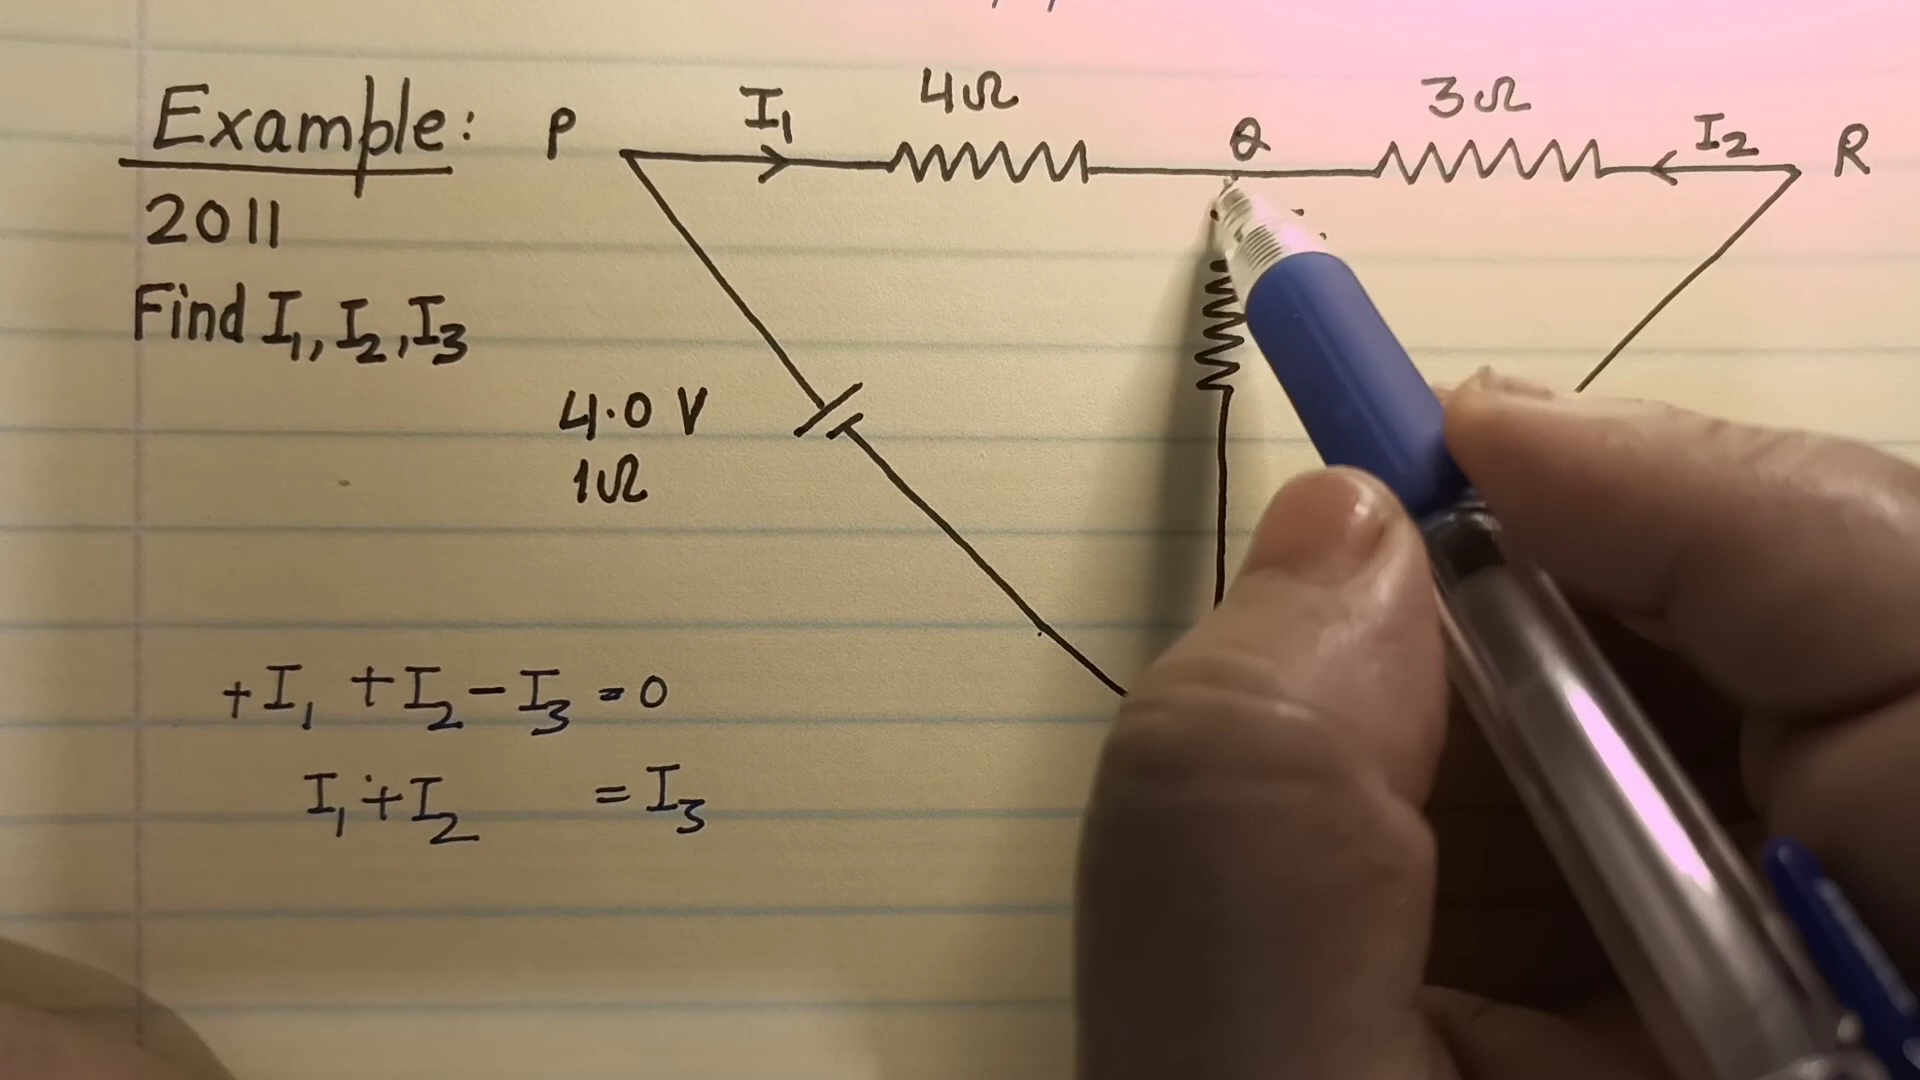 Example:
2011
Find I₁, I₂, I₃
P
I₁
4Ω
Q
3Ω
I₂
R
4.0 V
1Ω
+I₁ +I₂ - I₃ = 0
I₁ + I₂ = I₃